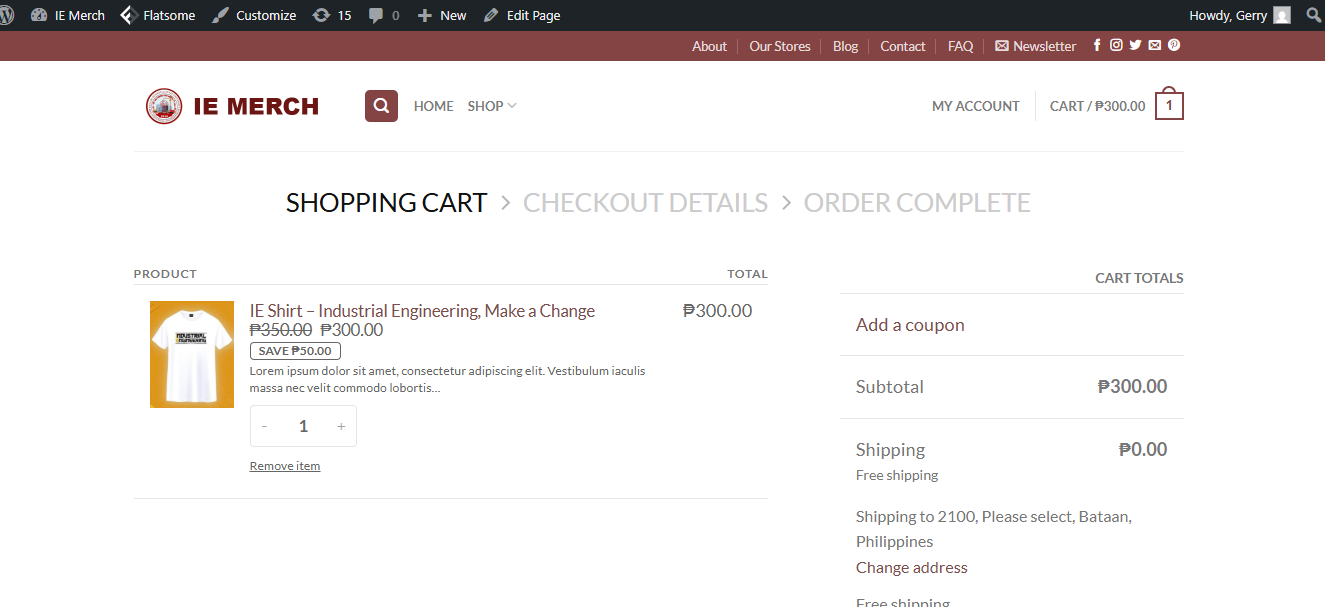 IE Merch Flatsome Customize 15 0 New Edit Page Howdy, Gerry
About Our Stores Blog Contact FAQ Newsletter
IE MERCH HOME SHOP MY ACCOUNT CART / ₱300.00 1
SHOPPING CART CHECKOUT DETAILS ORDER COMPLETE
PRODUCT TOTAL
IE Shirt – Industrial Engineering, Make a Change ₱300.00
₱350.00 ₱300.00
SAVE ₱50.00
Lorem ipsum dolor sit amet, consectetur adipiscing elit. Vestibulum iaculis
massa nec velit commodo lobortis...
- 1 +
Remove item
INDUSTRIAL
ENGINEERING
CART TOTALS
Add a coupon
Subtotal ₱300.00
Shipping ₱0.00
Free shipping
Shipping to 2100, Please select, Bataan,
Philippines
Change address
Free shipping